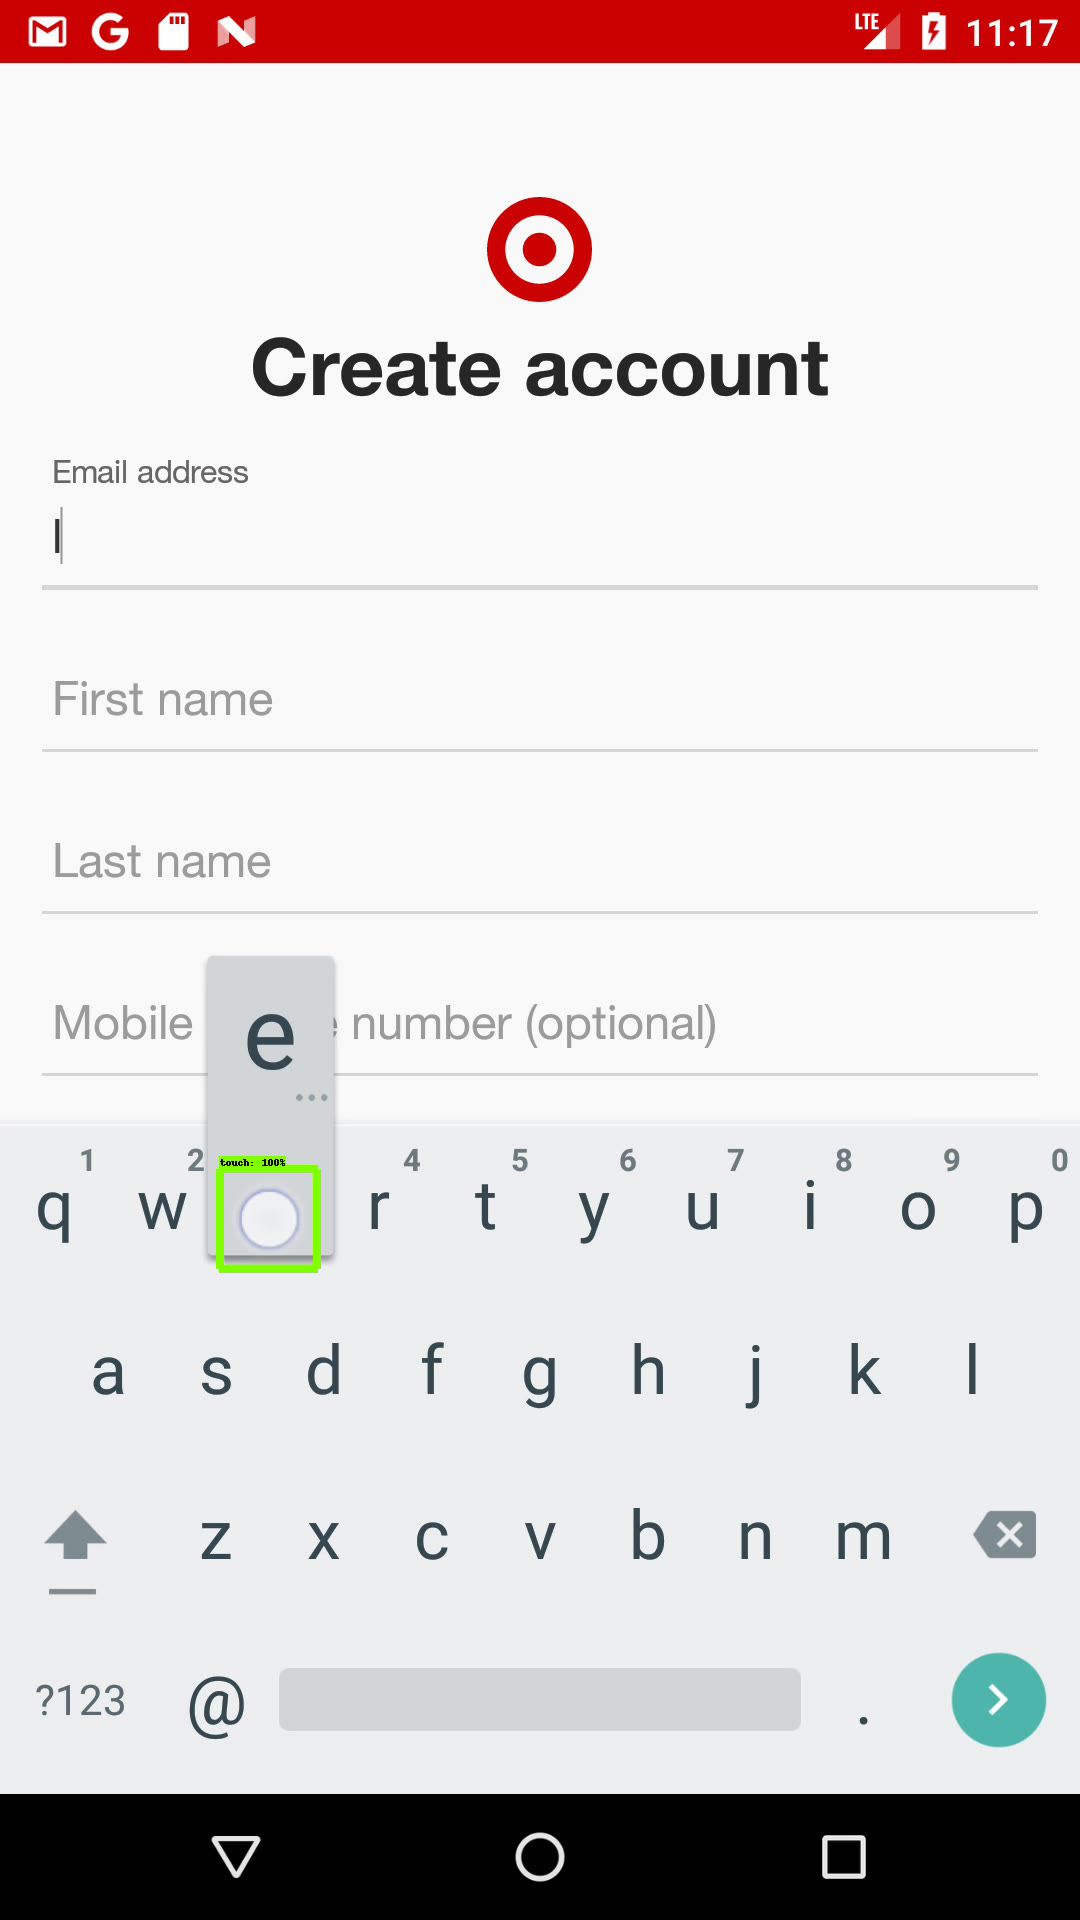 LTE 11:17
Create account
Email address
l
First name
Last name
Mobile e number (optional)
e
...
touch: 100%
1 2 4 5 6 7 8 9 0
q w r t y u i o p
a s d f g h j k l
z x c v b n m
?123 @ .